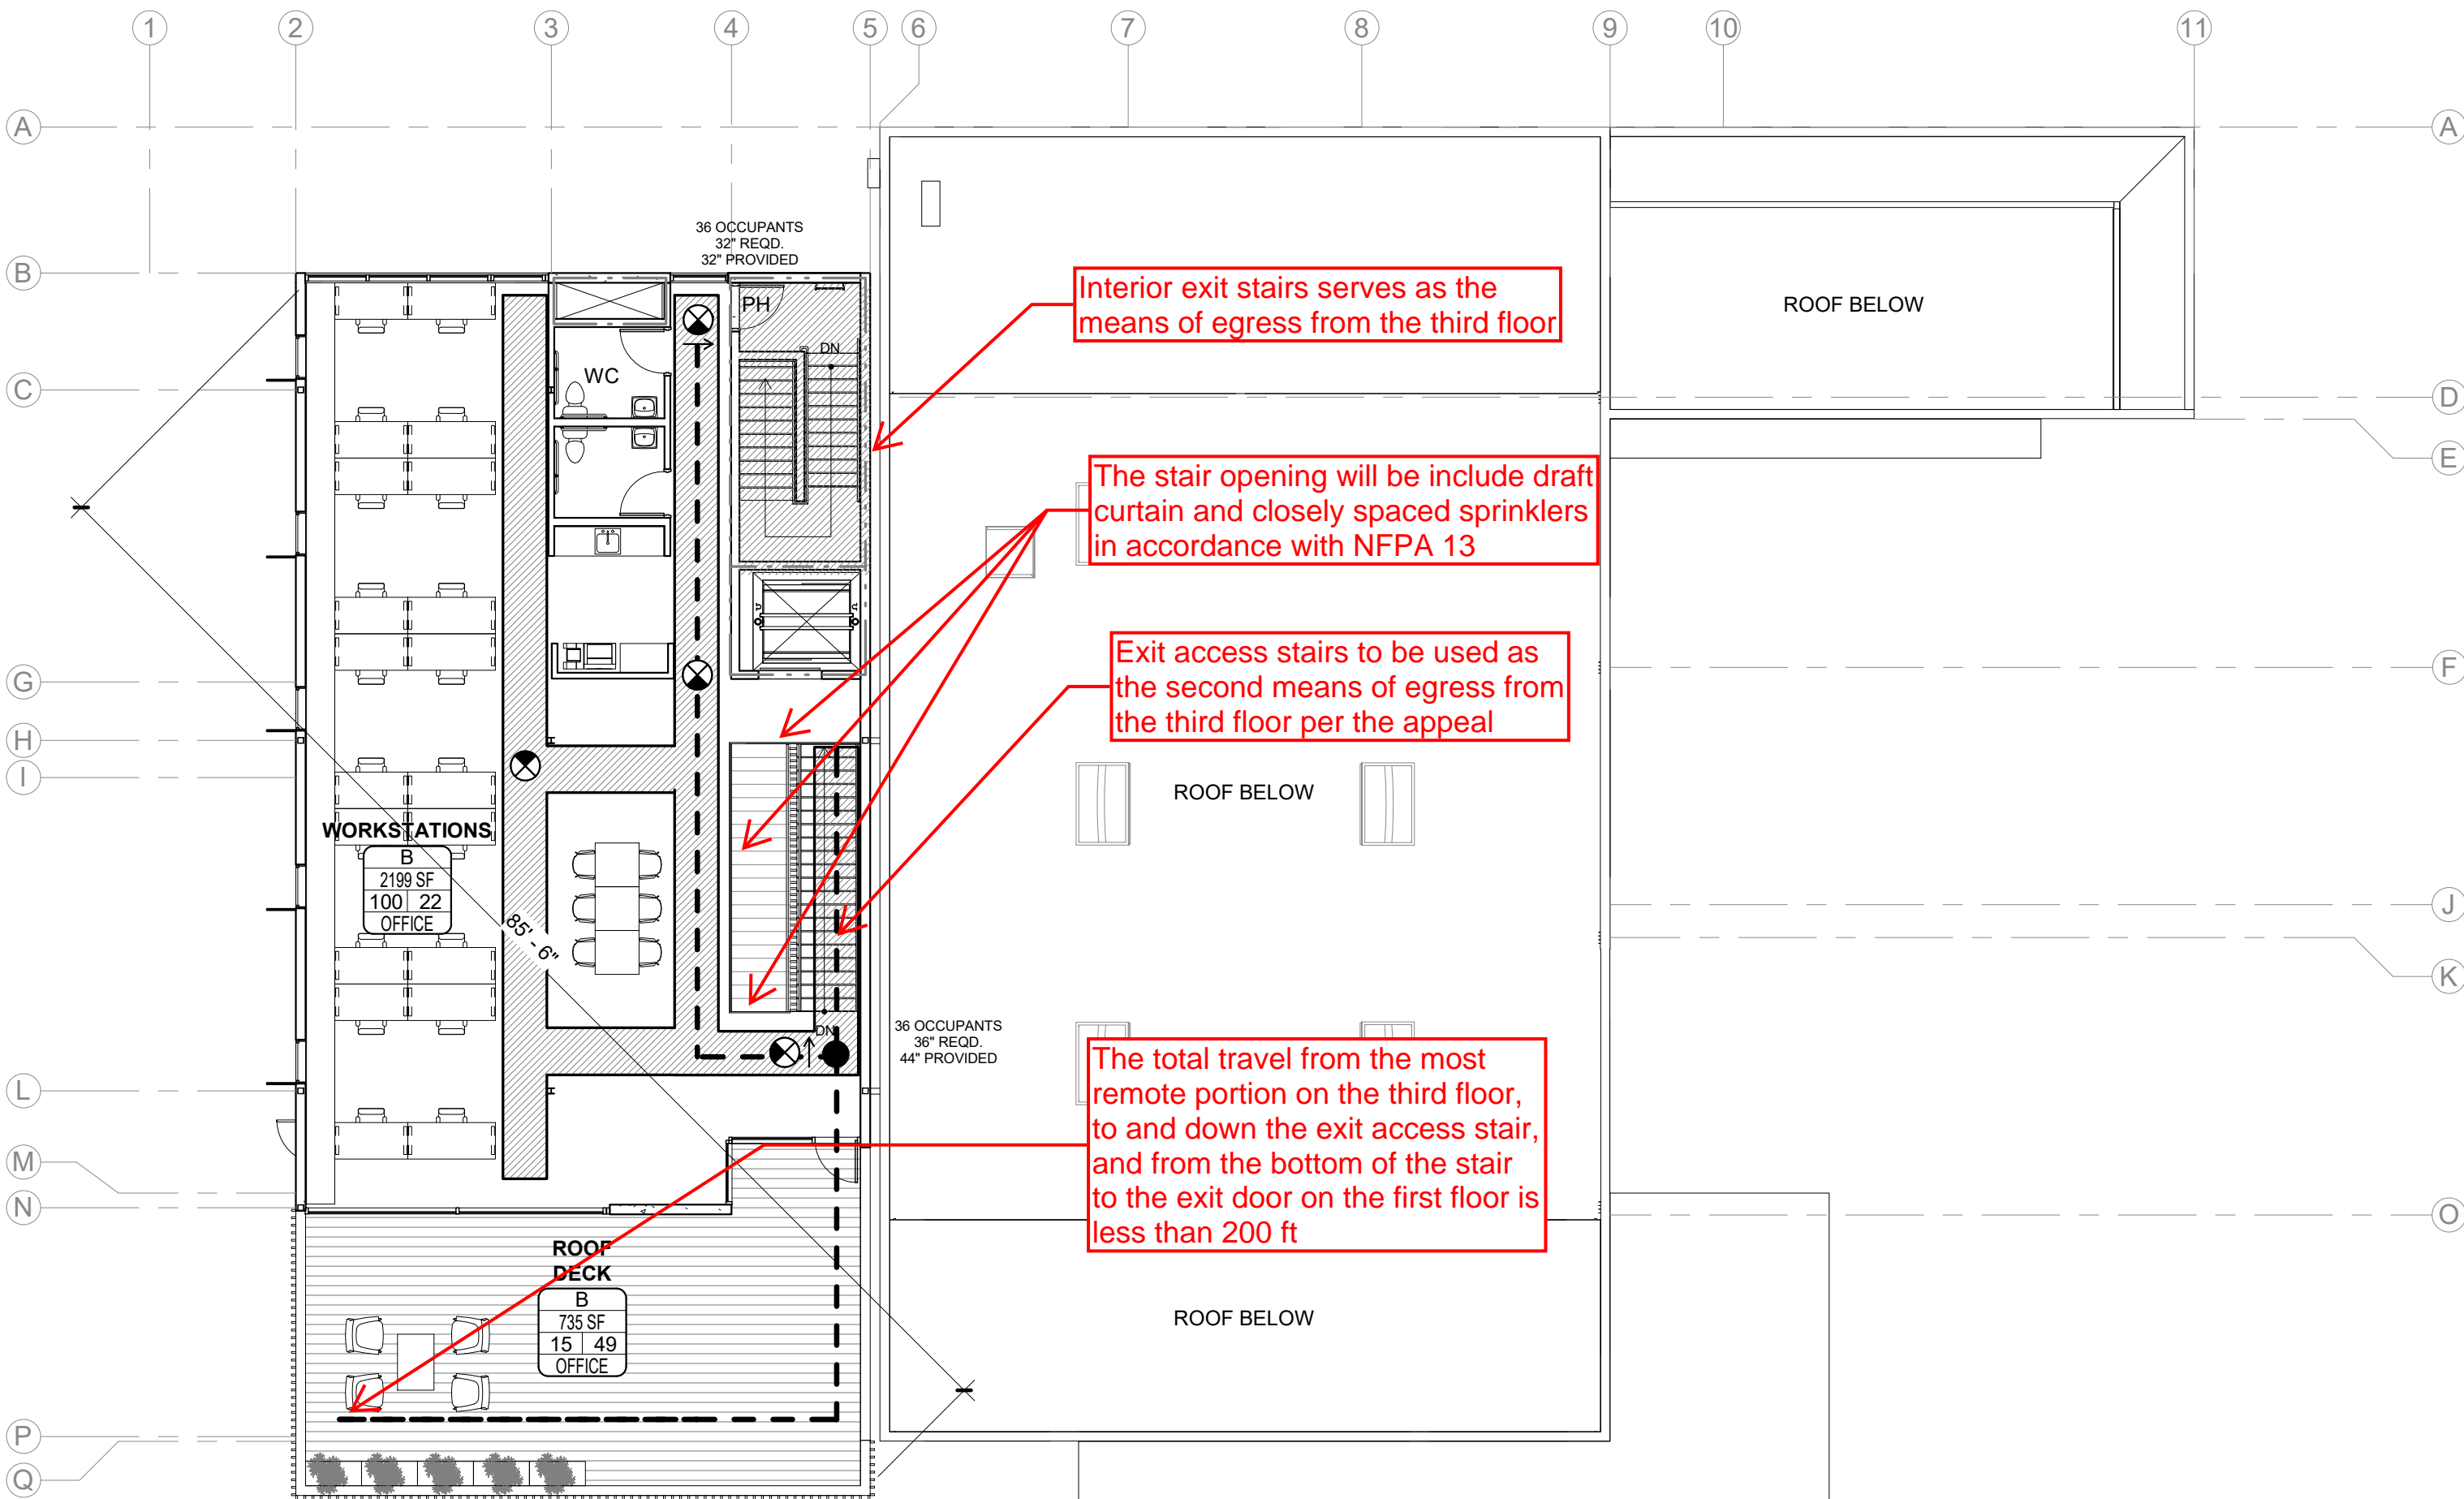 1 2 3 4 5 6 7 8 9 10 11
A A
36 OCCUPANTS
32" REQD.
32" PROVIDED
B
Interior exit stairs serves as the
means of egress from the third floor
ROOF BELOW
PH
DN
WC
C D
E
The stair opening will be include draft
curtain and closely spaced sprinklers
in accordance with NFPA 13
Exit access stairs to be used as
the second means of egress from
the third floor per the appeal
G F
H
I
ROOF BELOW
WORKSTATIONS
B
2199 SF
100 22
OFFICE
85' - 6"
J
K
36 OCCUPANTS
36" REQD.
44" PROVIDED
DN
The total travel from the most
remote portion on the third floor,
to and down the exit access stair,
and from the bottom of the stair
to the exit door on the first floor is
less than 200 ft
L
M
N O
ROOF
DECK
B
735 SF
15 49
OFFICE
ROOF BELOW
P
Q